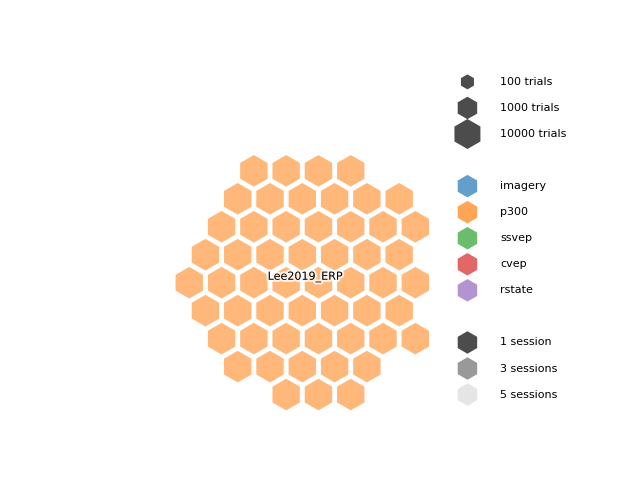 100 trials
1000 trials
10000 trials
imagery
p300
ssvep
Lee2019_ERP
cvep
rstate
1 session
3 sessions
5 sessions